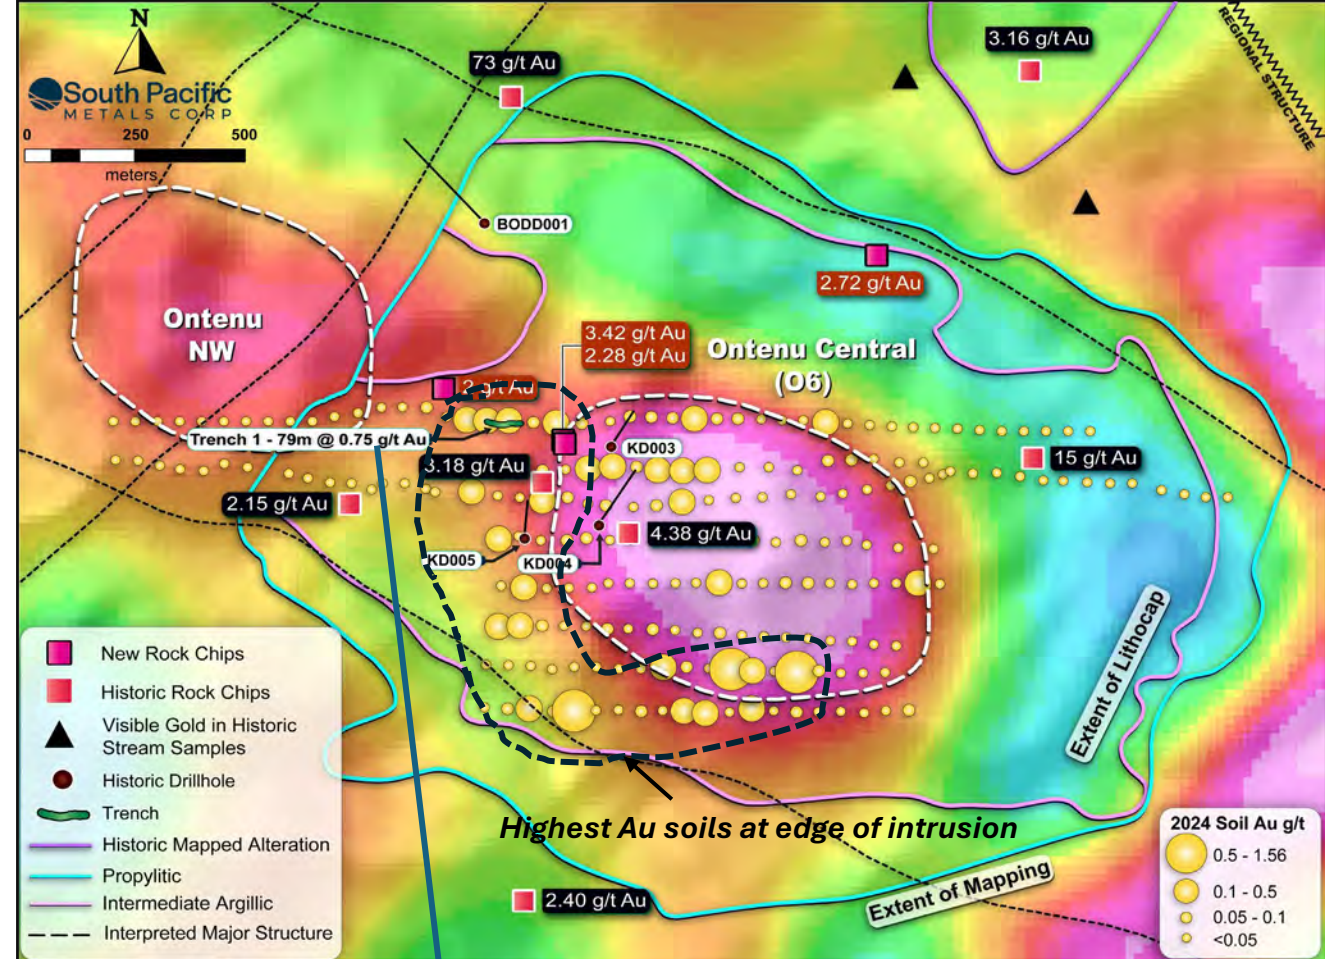 N
South Pacific
METALS CORP
0 250 500
meters
73 g/t Au
3.16 g/t Au
REGIONAL STRUCTURE
BODD001
2.72 g/t Au
Ontenu
NW
3.42 g/t Au
2.28 g/t Au
Ontenu Central
(O6)
2 g/t Au
Trench 1 - 79m @ 0.75 g/t Au
KD003
3.18 g/t Au
15 g/t Au
2.15 g/t Au
4.38 g/t Au
KD005
KD004
Extent of Lithocap
Highest Au soils at edge of intrusion
Extent of Mapping
2.40 g/t Au
New Rock Chips
Historic Rock Chips
Visible Gold in Historic
Stream Samples
Historic Drillhole
Trench
Historic Mapped Alteration
Propylitic
Intermediate Argillic
Interpreted Major Structure
2024 Soil Au g/t
0.5 - 1.56
0.1 - 0.5
0.05 - 0.1
<0.05